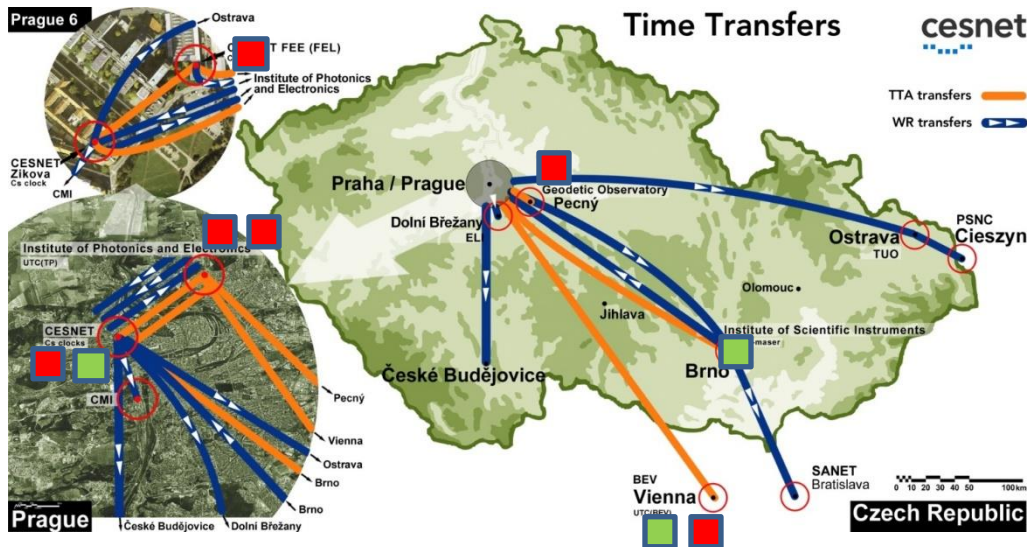 Prague 6
Ostrava
FEE (FEL)
Institute of Photonics
and Electronics
CESNET
Zikova
Cs clock
CMI
Time Transfers
cesnet
TTA transfers
WR transfers
Praha / Prague
Geodetic Observatory
Pecný
Dolní Břežany
ELI
Ostrava
TUO
PSNC
Cieszyn
Olomouc
Jihlava
Institute of Scientific Instruments
Brno
České Budějovice
BEV
Vienna
UTC(BEV)
SANET
Bratislava
0 10 20 30 40 50 100km
Czech Republic
Institute of Photonics and Electronics
UTC(TP)
CESNET
Cs clocks
CMI
Pecný
Vienna
Ostrava
Brno
Brno
Dolní Břežany
České Budějovice
Prague